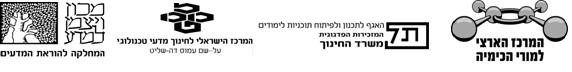 מכון
ויצמן
למדע
המחלקה להוראת המדעים
המרכז הישראלי לחינוך מדעי טכנולוגי
על-שם עמוס דה-שליט
תל
האגף לתכנון ולפיתוח תוכניות לימודים
המזכירות הפדגוגית
משרד החינוך
המרכז הארצי
למורי הכימיה